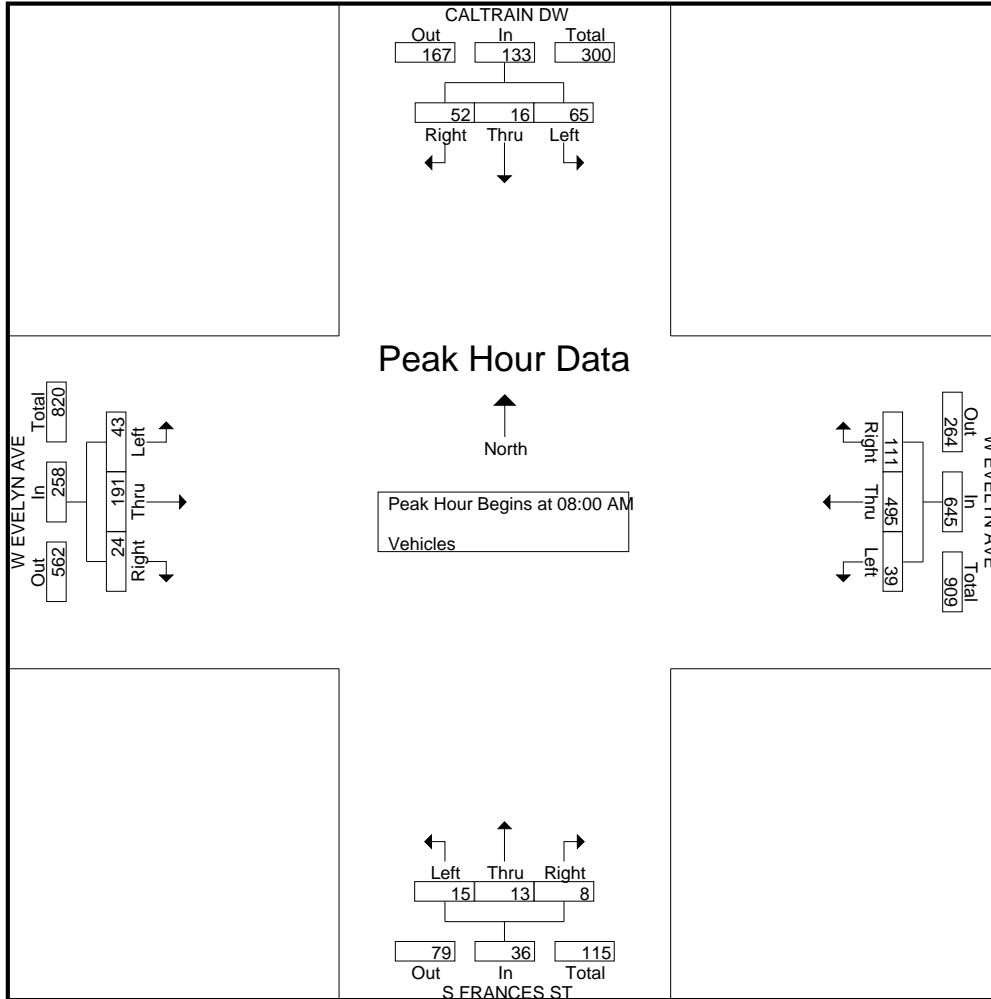 CALTRAIN DW
Out In Total
167 133 300
52 16 65
Right Thru Left
Peak Hour Data
North
Peak Hour Begins at 08:00 AM
Vehicles
W EVELYN AVE
Out In Total
562 258 820
24 191 43
Right Thru Left
W EVELYN AVE
Out In Total
264 645 909
111 495 39
Right Thru Left
Left Thru Right
15 13 8
79 36 115
Out In Total
S FRANCES ST